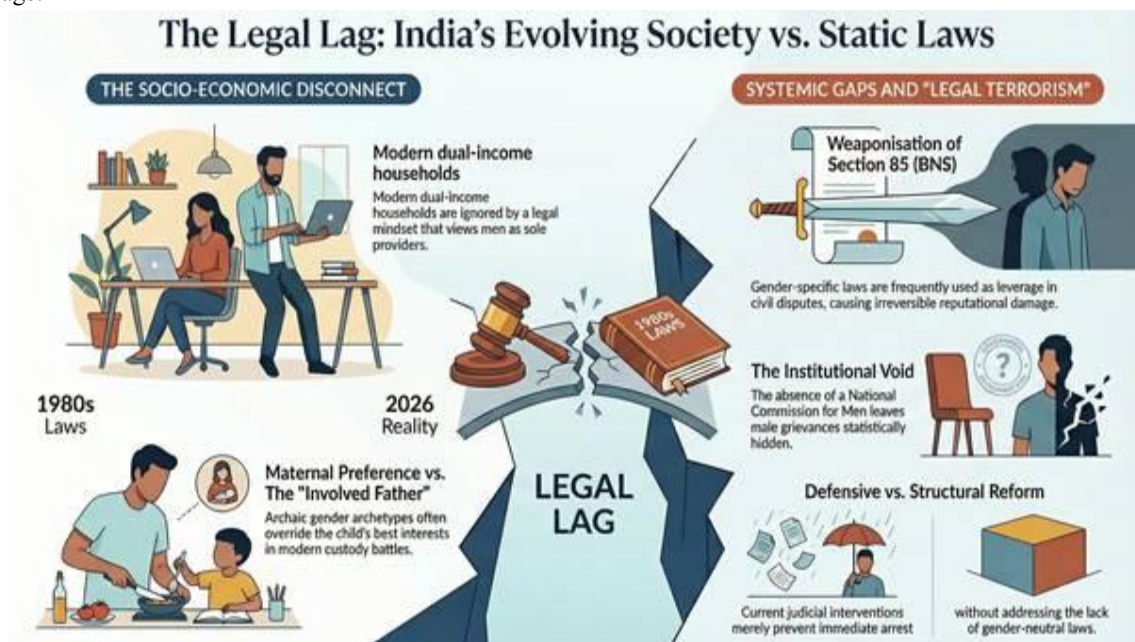 The Legal Lag: India's Evolving Society vs. Static Laws
THE SOCIO-ECONOMIC DISCONNECT
Modern dual-income
households
Modern dual-income
households are ignored by a legal
mindset that views men as sole
providers.
1980s
Laws
2026
Reality
Maternal Preference vs.
The "Involved Father"
Archaic gender archetypes often
override the child's best interests
in modern custody battles.
1980s
LAWS
LEGAL
LAG
SYSTEMIC GAPS AND "LEGAL TERRORISM"
Weaponisation of
Section 85 (BNS)
Gender-specific laws are frequently used as leverage in
civil disputes, causing irreversible reputational damage.
The Institutional Void
The absence of a National
Commission for Men leaves
male grievances statistically
hidden.
?
Defensive vs. Structural Reform
Current judicial interventions
merely prevent immediate arrest
without addressing the lack
of gender-neutral laws.